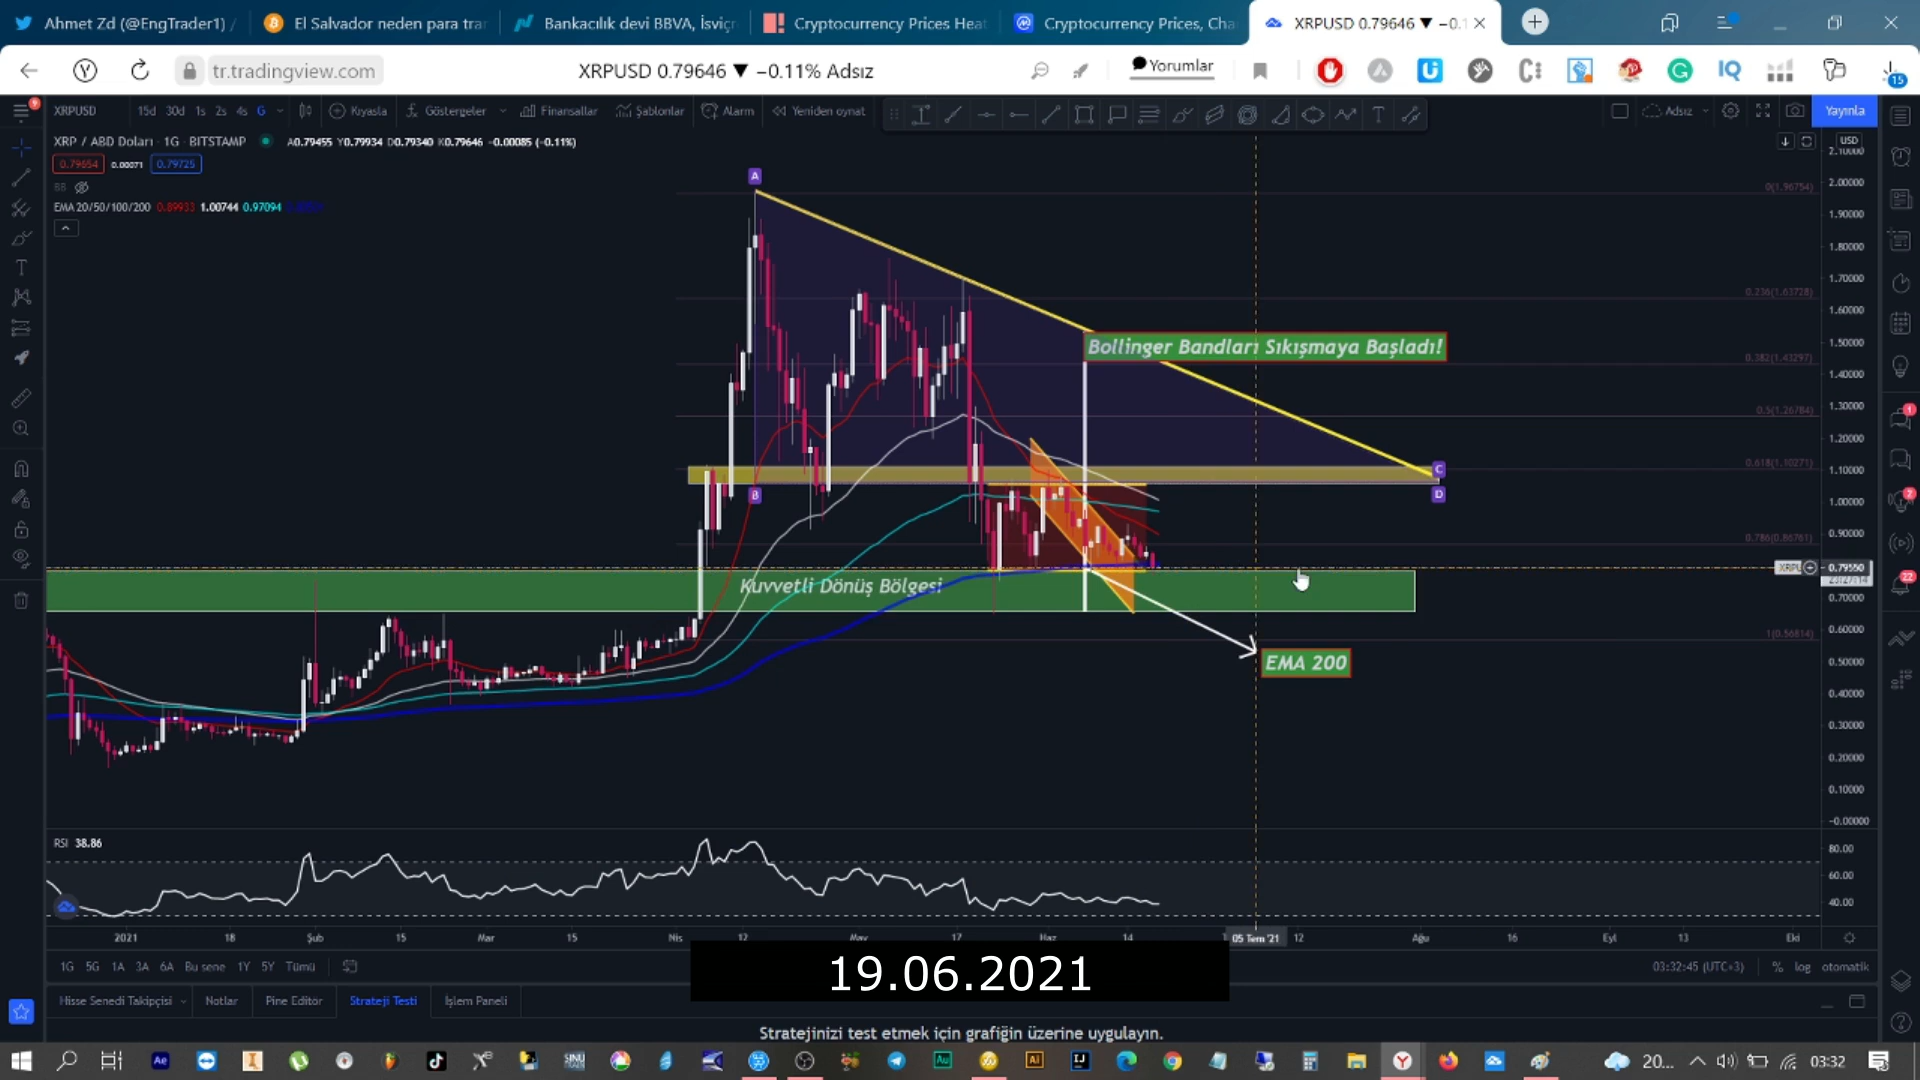 Ahmet Zd (@EngTrader1) /
El Salvador neden para tra
Bankacılık devi BBVA, İsviç
Cryptocurrency Prices Hea
Cryptocurrency Prices, Cha
XRPUSD 0.79646 ▼ −0.1
tr.tradingview.com
XRPUSD 0.79646 ▼ −0.11% Adsız
Yorumlar
IQ
15
9
XRPUSD
15d 30d 1s 2s 4s G
Kıyasla
Göstergeler
Finansallar
Şablonlar
Alarm
Yeniden oynat
Adsız
Yayınla
XRP / ABD Doları · 1G · BITSTAMP
A0.79455 Y0.79934 D0.79340 K0.79646 −0.00085 (−0.11%)
0.79654 0.00071 0.79725
BB
EMA 20/50/100/200 0.89933 1.00744 0.97094
USD
2.10000
2.00000
1.90000
1.80000
1.70000
1.60000
1.50000
1.40000
1.30000
1.20000
1.10000
1.00000
0.90000
0.79550
0.70000
0.60000
0.50000
0.40000
0.30000
0.20000
0.10000
−0.00000
0(1.96754)
0.236(1.63728)
0.382(1.43297)
0.5(1.26784)
0.618(1.10271)
0.786(0.86761)
1(0.56814)
A
B
C
D
Bollinger Bandları Sıkışmaya Başladı!
Kuvvetli Dönüş Bölgesi
EMA 200
XRPU
1
2
22
RSI 38.86
80.00
60.00
40.00
2021 18 Şub 15 Mar 15 Nis 12 May 17 Haz 14 05 Tem '21 12 Ağu 16 Eyl 13 Eki
1G 5G 1A 3A 6A Bu sene 1Y 5Y Tümü
03:32:45 (UTC+3) % log otomatik
19.06.2021
Hisse Senedi Takipçisi
Notlar
Pine Editör
Strateji Testi
İşlem Paneli
Stratejinizi test etmek için grafiğin üzerine uygulayın.
20...
03:32